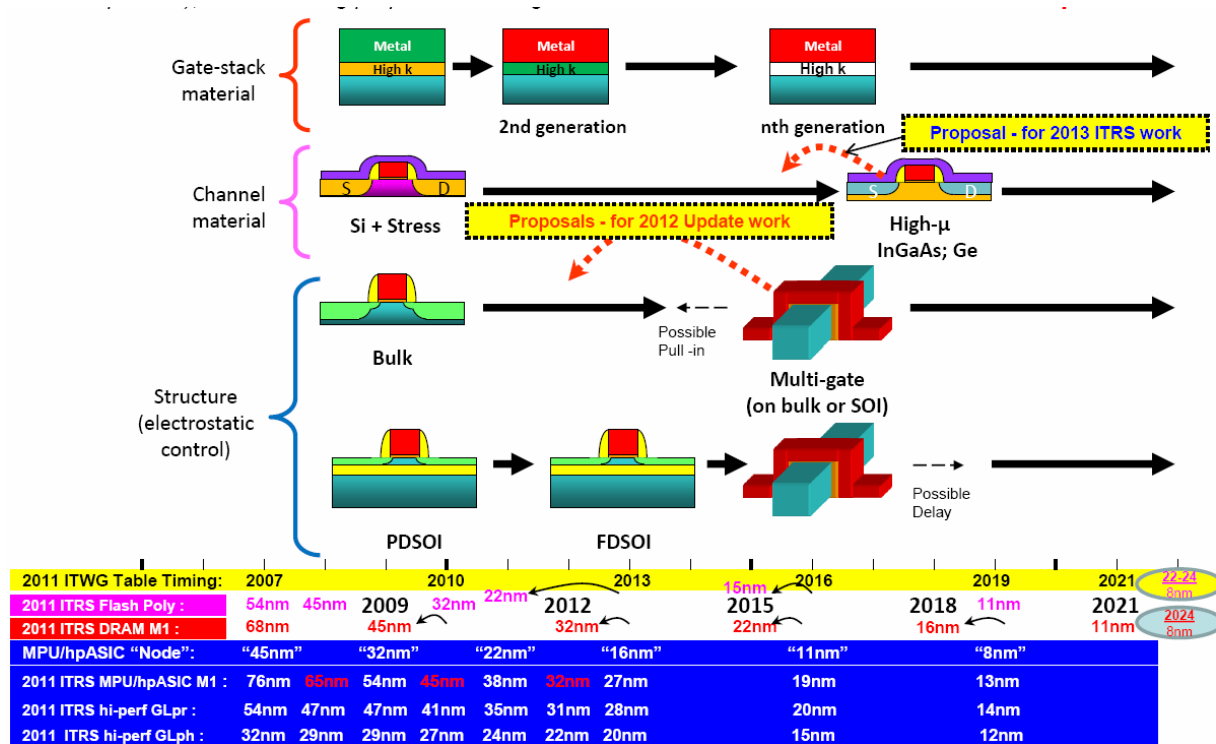 Metal
High k
Metal
High k
Metal
High k
Gate-stack
material
2nd generation
nth generation
Proposal - for 2013 ITRS work
Channel
material
S D
S D
Si + Stress
Proposals - for 2012 Update work
High-μ
InGaAs; Ge
Possible
Pull -in
Bulk
Multi-gate
(on bulk or SOI)
Structure
(electrostatic
control)
Possible
Delay
PDSOI
FDSOI
2011 ITWG Table Timing: 2007 2010 2013 2016 2019 2021 22-24
8nm
2011 ITRS Flash Poly : 54nm 45nm 2009 32nm 22nm 2012 15nm 2015 2018 11nm 2021
2011 ITRS DRAM M1 : 68nm 45nm 32nm 22nm 16nm 11nm 2024
8nm
MPU/hpASIC “Node”: “45nm” “32nm” “22nm” “16nm” “11nm” “8nm”
2011 ITRS MPU/hpASIC M1 : 76nm 65nm 54nm 45nm 38nm 32nm 27nm 19nm 13nm
2011 ITRS hi-perf GLpr : 54nm 47nm 47nm 41nm 35nm 31nm 28nm 20nm 14nm
2011 ITRS hi-perf GLph : 32nm 29nm 29nm 27nm 24nm 22nm 20nm 15nm 12nm